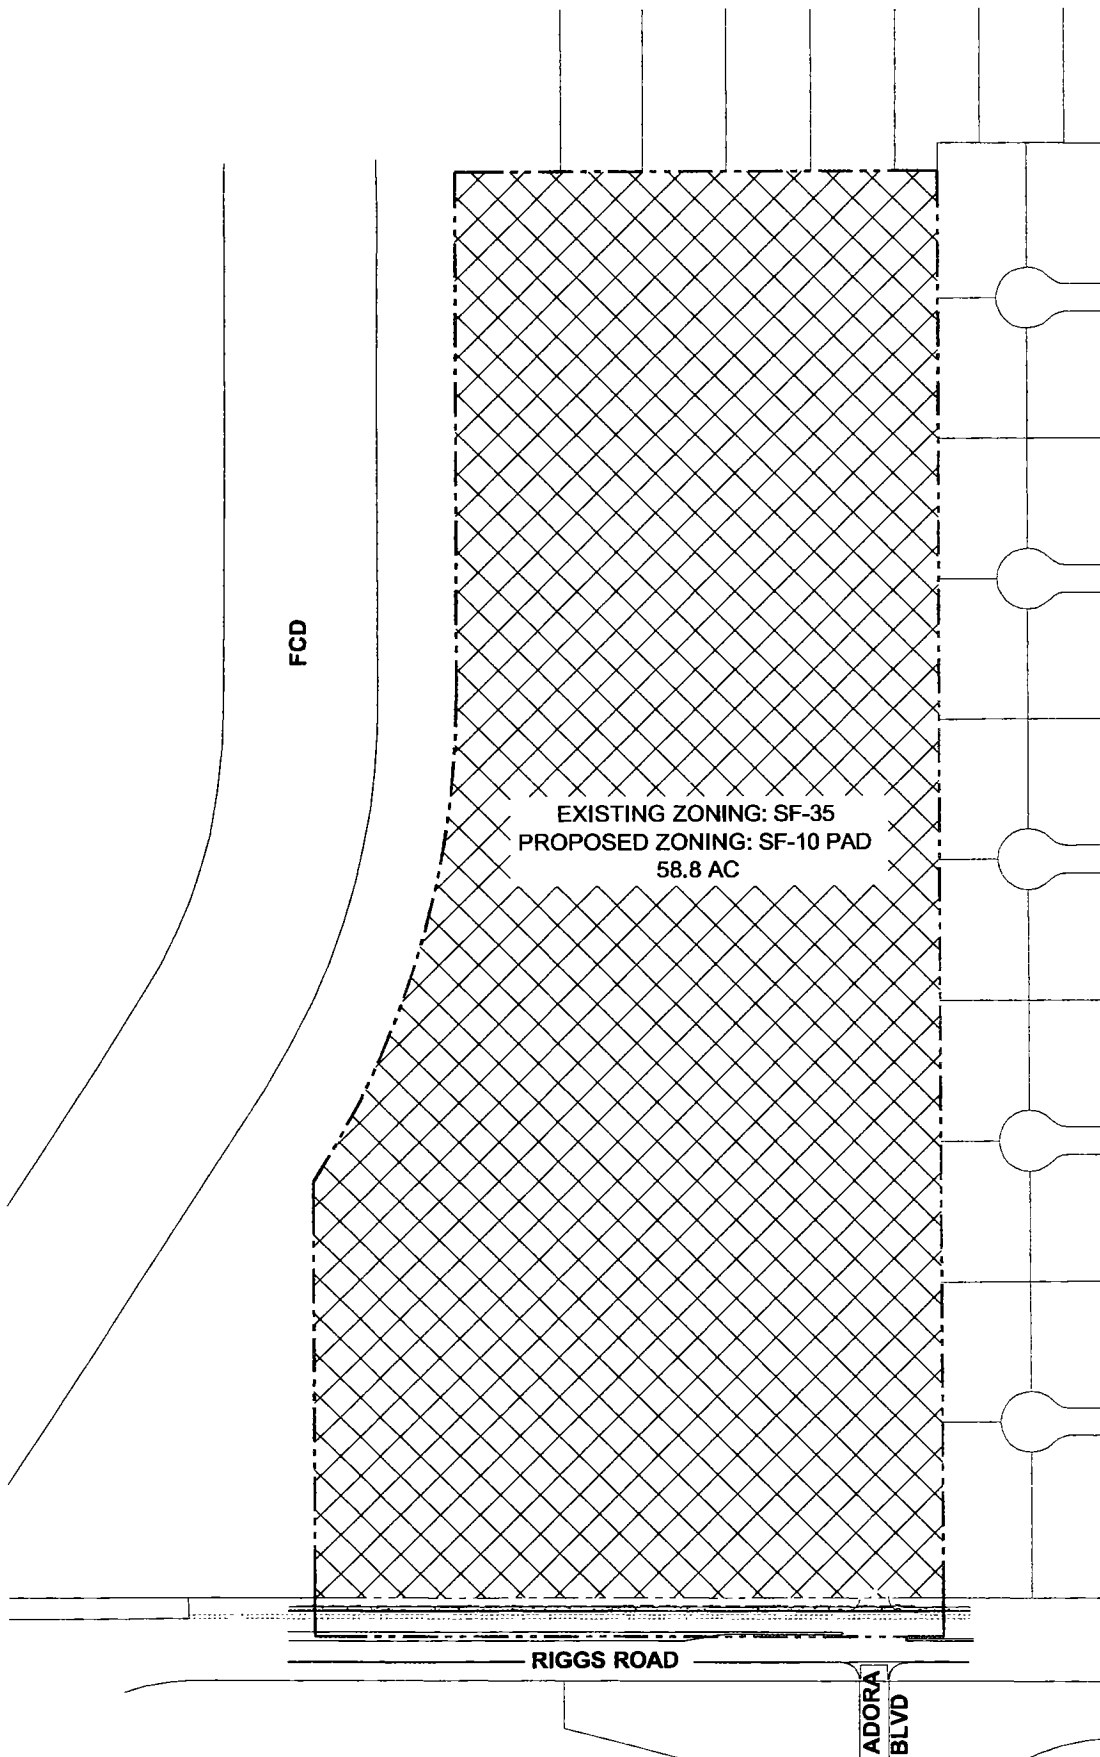 FCD
EXISTING ZONING: SF-35
PROPOSED ZONING: SF-10 PAD
58.8 AC
RIGGS ROAD
ADORA
BLVD